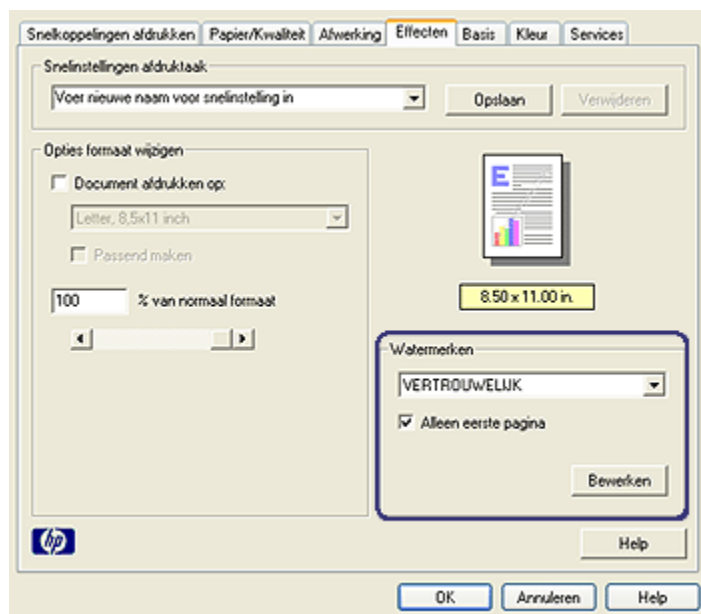 Snelkoppelingen afdrukken Papier/Kwaliteit Afwerking Effecten Basis Kleur Services
Snelinstellingen afdruktaak
Voer nieuwe naam voor snelinstelling in Opslaan Verwijderen
Opties formaat wijzigen
Document afdrukken op:
Letter, 8,5x11 inch
Passend maken
100 % van normaal formaat
E
8.50 x 11.00 in.
Watermerken
VERTROUWELIJK
Alleen eerste pagina
Bewerken
hp Help
OK Annuleren Help